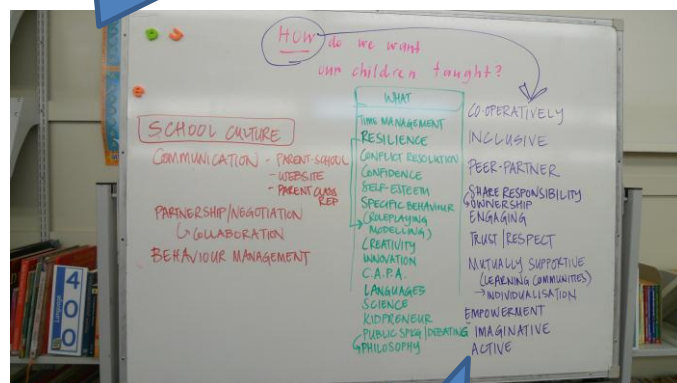 HOW do we want
our children taught?
SCHOOL CULTURE
COMMUNICATION - PARENT-SCHOOL
- WEBSITE
- PARENT CLASS
REP
PARTNERSHIP/NEGOTIATION
↳ COLLABORATION
BEHAVIOUR MANAGEMENT
WHAT
TIME MANAGEMENT
RESILIENCE
CONFLICT RESOLUTION
CONFIDENCE
SELF-ESTEEM
SPECIFIC BEHAVIOUR
(ROLEPLAYING
MODELLING)
CREATIVITY
INNOVATION
C.A.P.A.
LANGUAGES
SCIENCE
KIDPRENEUR
PUBLIC SPKG/DEBATING
PHILOSOPHY
CO-OPERATIVELY
INCLUSIVE
PEER-PARTNER
SHARE RESPONSIBILITY
OWNERSHIP
ENGAGING
TRUST/RESPECT
MUTUALLY SUPPORTIVE
(LEARNING COMMUNITIES)
→ INDIVIDUALISATION
EMPOWERMENT
IMAGINATIVE
ACTIVE
400